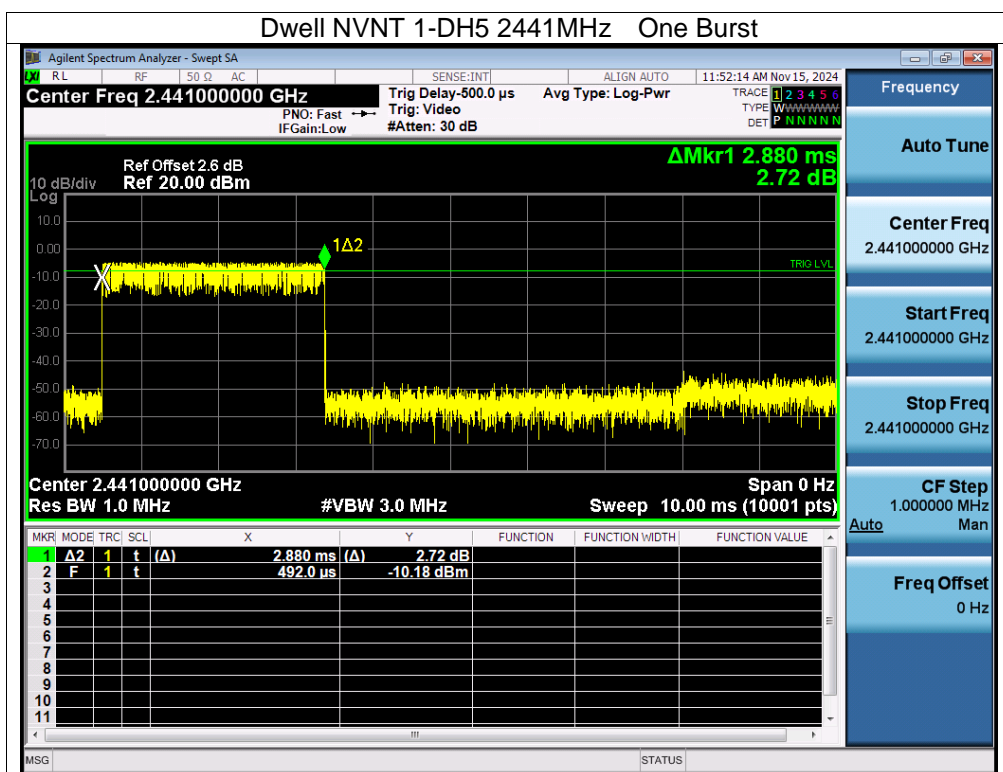 Dwell NVNT 1-DH5 2441MHz One Burst
Agilent Spectrum Analyzer - Swept SA
LXI RL RF 50 Ω AC SENSE:INT ALIGN AUTO 11:52:14 AM Nov 15, 2024
Center Freq 2.441000000 GHz
PNO: Fast
IFGain:Low
Trig Delay-500.0 µs
Trig: Video
#Atten: 30 dB
Avg Type: Log-Pwr
TRACE 1 2 3 4 5 6
TYPE WWWWWW
DET P N N N N N
Frequency
Auto Tune
Center Freq
2.441000000 GHz
Start Freq
2.441000000 GHz
Stop Freq
2.441000000 GHz
CF Step
1.000000 MHz
Auto Man
Freq Offset
0 Hz
ΔMkr1 2.880 ms
2.72 dB
Ref Offset 2.6 dB
10 dB/div Ref 20.00 dBm
Log
10.0
0.00
-10.0
-20.0
-30.0
-40.0
-50.0
-60.0
-70.0
1Δ2
TRIG LVL
Center 2.441000000 GHz Span 0 Hz
Res BW 1.0 MHz #VBW 3.0 MHz Sweep 10.00 ms (10001 pts)
MKR MODE TRC SCL X Y FUNCTION FUNCTION WIDTH FUNCTION VALUE
1 Δ2 1 t (Δ) 2.880 ms (Δ) 2.72 dB
2 F 1 t 492.0 µs -10.18 dBm
3
4
5
6
7
8
9
10
11
MSG STATUS